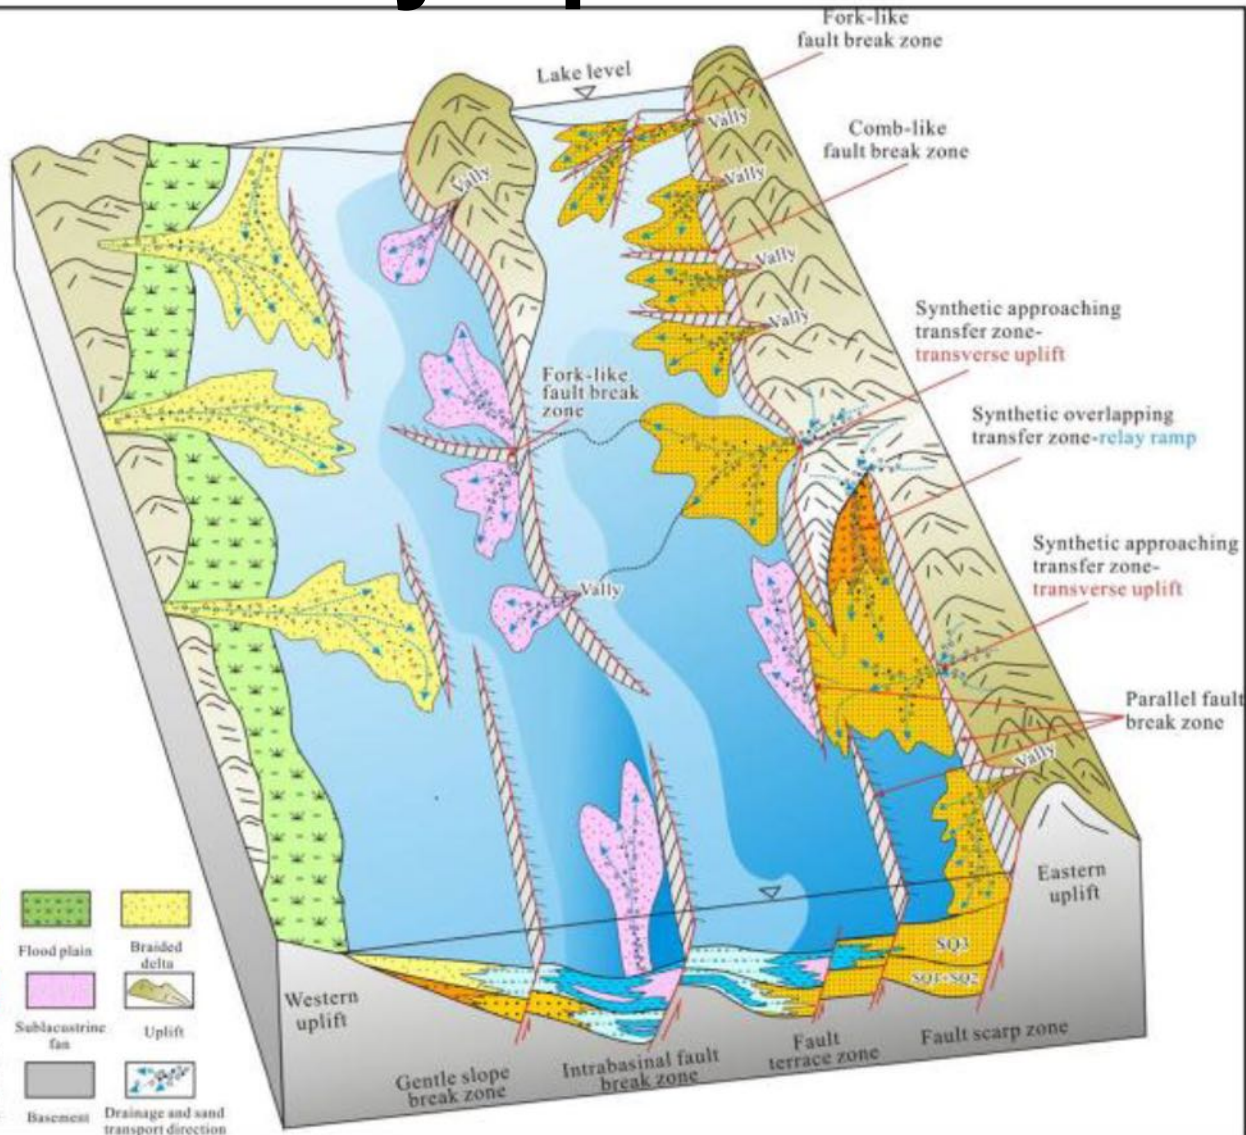 Fork-like
fault break zone
Lake level
Vally
Comb-like
fault break zone
Vally
Vally
Vally
Vally
Synthetic approaching
transfer zone-
transverse uplift
Fork-like
fault break
zone
Synthetic overlapping
transfer zone-relay ramp
Synthetic approaching
transfer zone-
transverse uplift
Vally
Parallel fault
break zone
Vally
Eastern
uplift
SQ3
SQ1+SQ2
Western
uplift
Gentle slope
break zone
Intrabasinal fault
break zone
Fault
terrace zone
Fault scarp zone
Flood plain
Braided
delta
Sublacustrine
fan
Uplift
Basement
Drainage and sand
transport direction